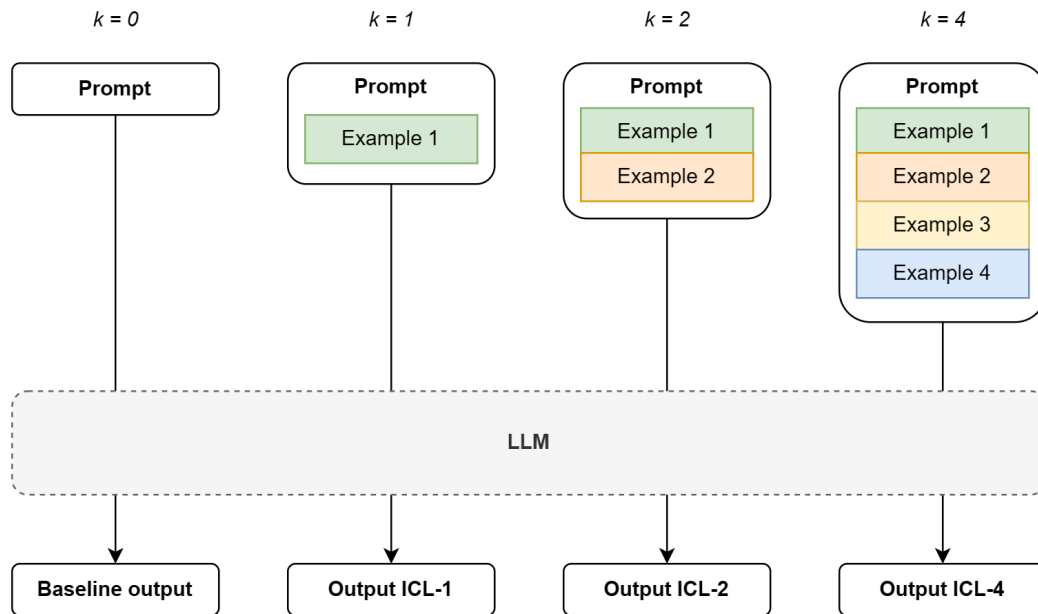 k = 0
k = 1
k = 2
k = 4
Prompt
Prompt
Example 1
Prompt
Example 1
Example 2
Prompt
Example 1
Example 2
Example 3
Example 4
LLM
Baseline output
Output ICL-1
Output ICL-2
Output ICL-4